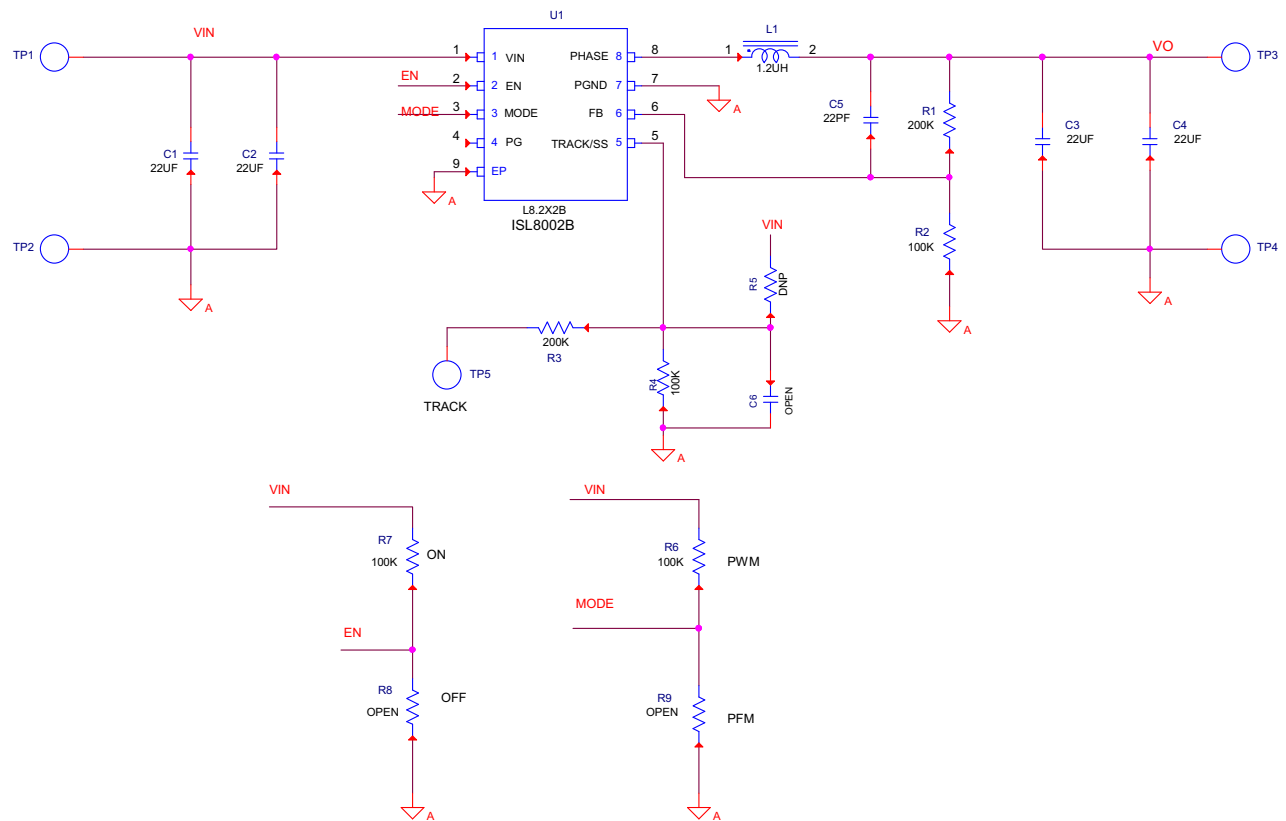 U1
VIN
TP1
1
1 VIN
PHASE 8
8
1
L1
2
1.2UH
VO
TP3
EN
2
2 EN
PGND 7
7
A
MODE
3
3 MODE
FB 6
6
C5
22PF
R1
200K
4
4 PG
TRACK/SS 5
5
C1
22UF
C2
22UF
C3
22UF
C4
22UF
9
EP
A
L8.2X2B
ISL8002B
TP2
VIN
R2
100K
TP4
A
R5
DNP
A
A
R3
200K
TP5
TRACK
R4
100K
C6
OPEN
A
VIN
R7
100K
ON
EN
R8
OPEN
OFF
A
VIN
R6
100K
PWM
MODE
R9
OPEN
PFM
A